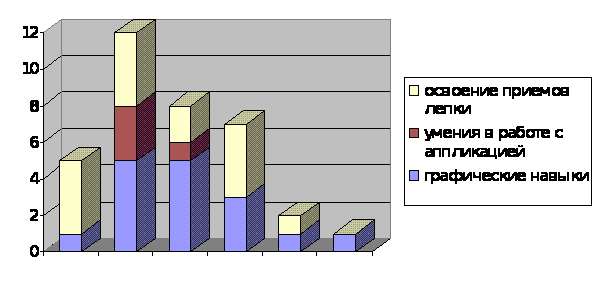 12
10
8
6
4
2
0
освоение приемов
лепки
умения в работе с
аппликацией
графические навыки